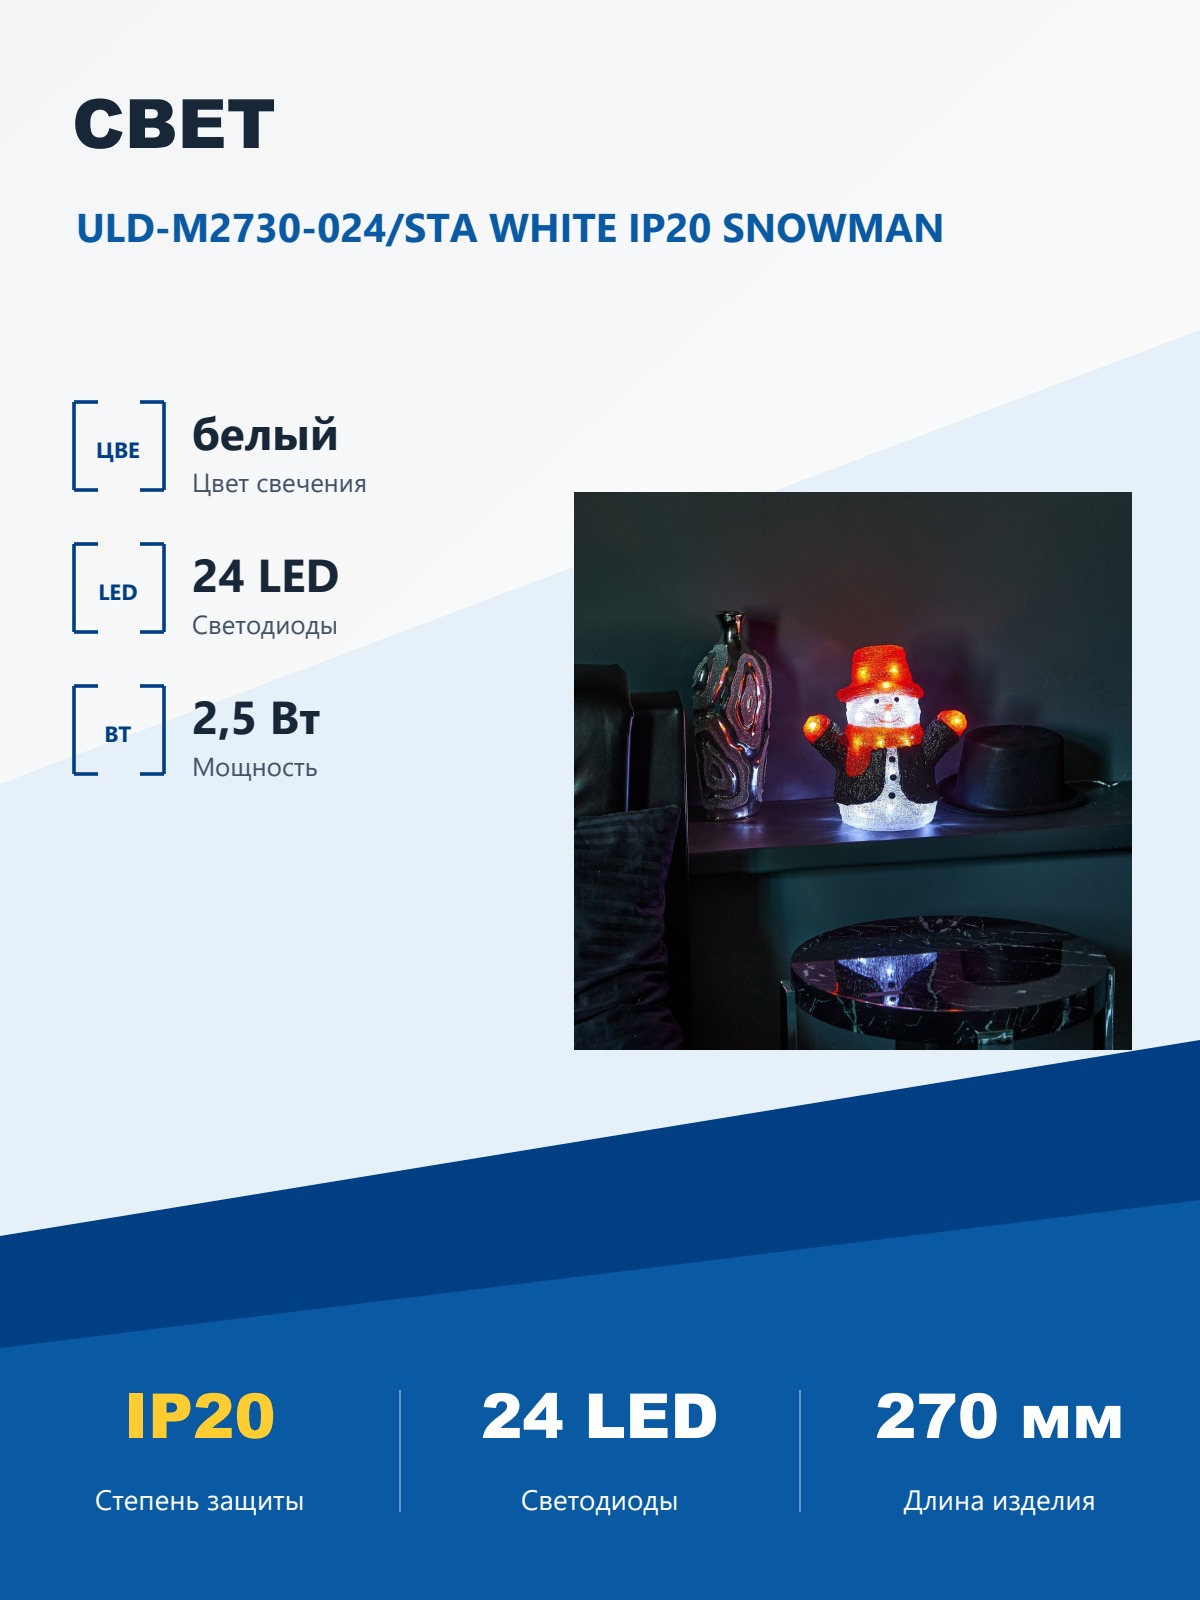 СВЕТ
ULD-M2730-024/STA WHITE IP20 SNOWMAN
ЦВЕ
белый
Цвет свечения
LED
24 LED
Светодиоды
ВТ
2,5 Вт
Мощность
IP20
Степень защиты
24 LED
Светодиоды
270 мм
Длина изделия